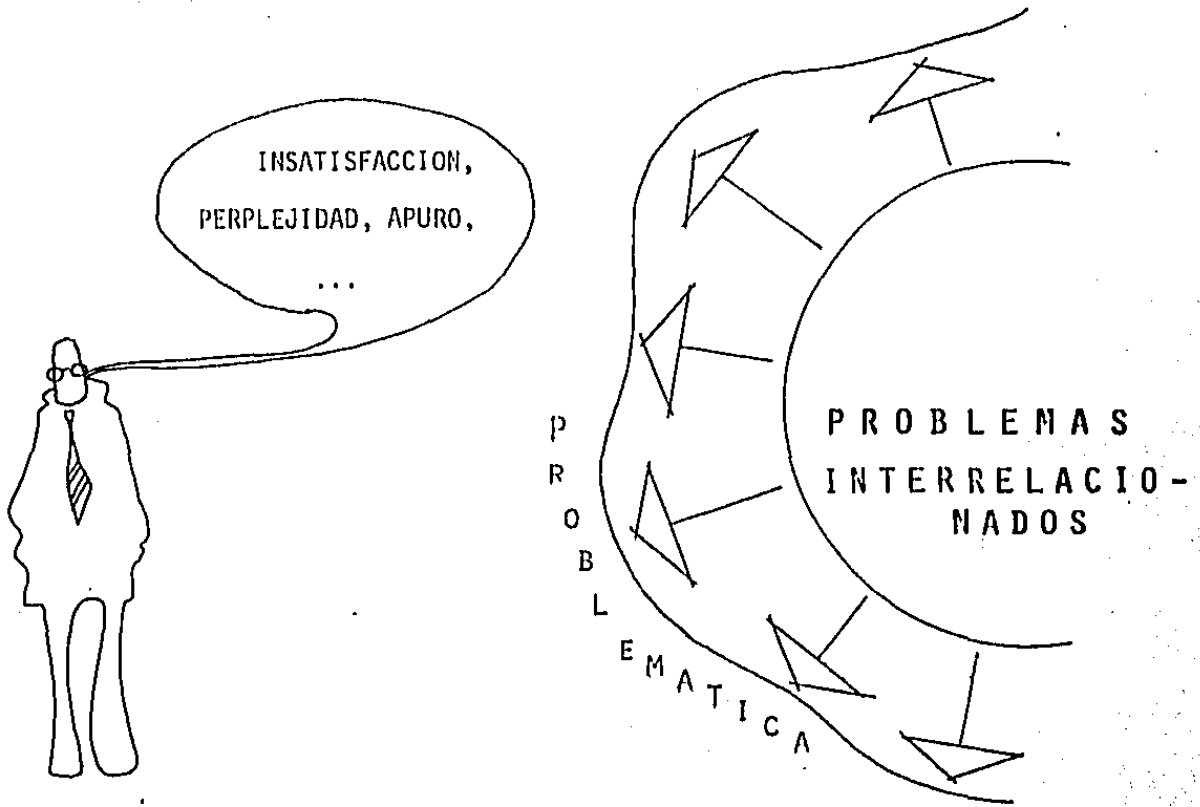 INSATISFACCION,
PERPLEJIDAD, APURO,
...
PROBLEMATICA
PROBLEMAS
INTERRELACIO-
NADOS